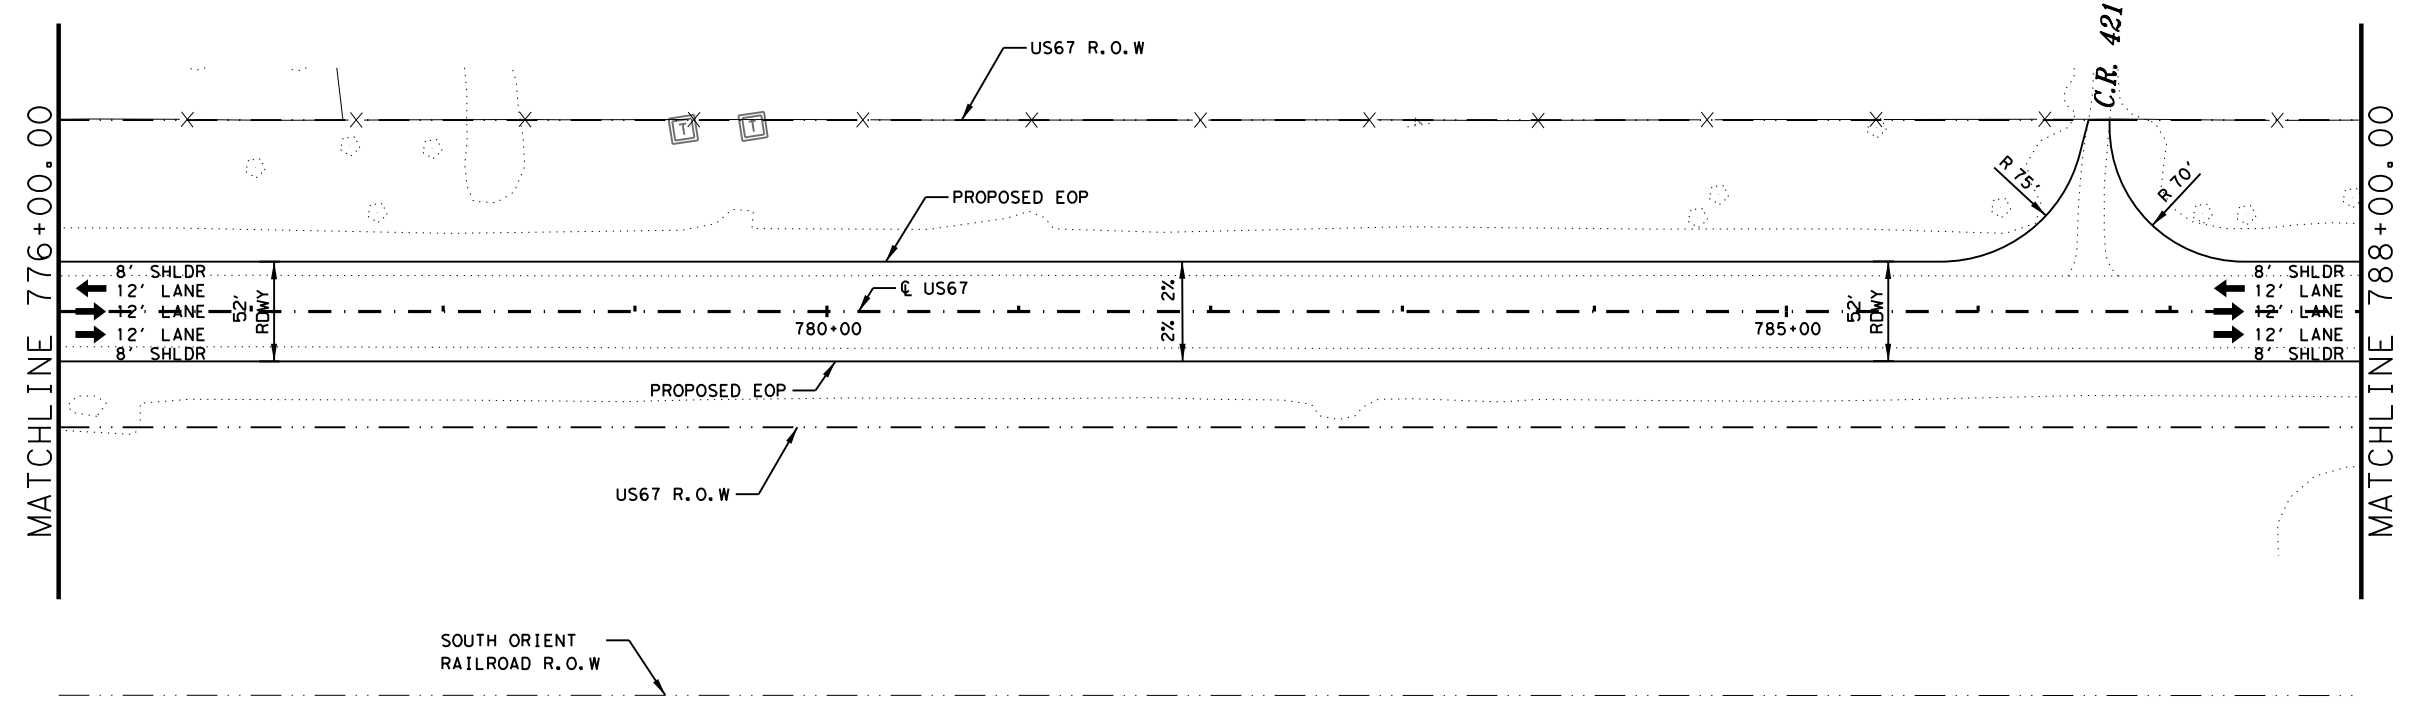 MATCHLINE 776+00.00
US67 R.O.W
C.R. 421
T
T
R 75'
R 70'
PROPOSED EOP
8' SHLDR
12' LANE
12' LANE
12' LANE
8' SHLDR
52'
RDWY
℄ US67
780+00
2%
2%
785+00
52'
RDWY
8' SHLDR
12' LANE
12' LANE
12' LANE
8' SHLDR
MATCHLINE 788+00.00
PROPOSED EOP
US67 R.O.W
SOUTH ORIENT
RAILROAD R.O.W